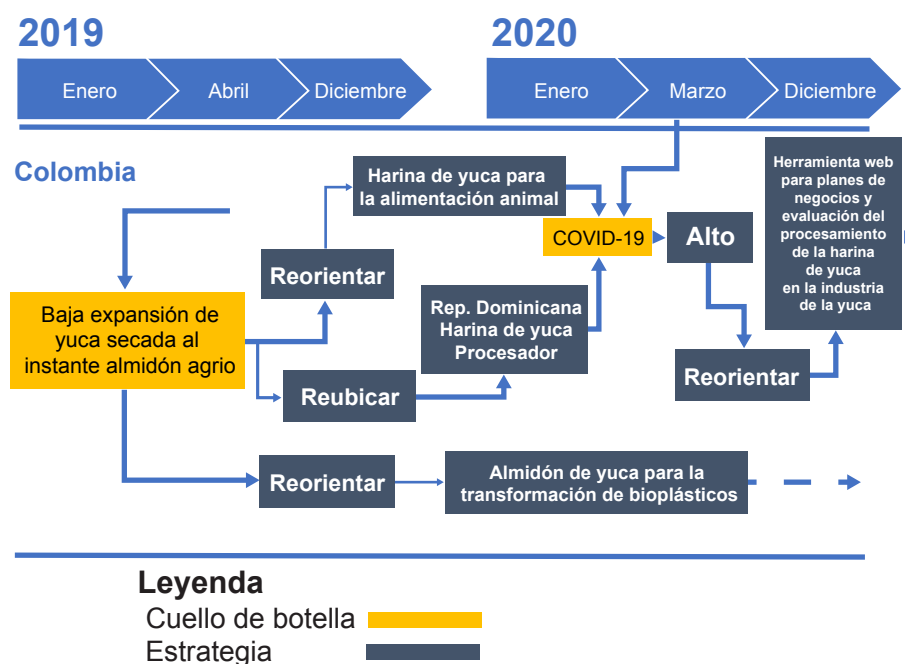 2019
2020
Enero
Abril
Diciembre
Enero
Marzo
Diciembre
Colombia
Harina de yuca para
la alimentación animal
Herramienta web
para planes de
negocios y
evaluación del
procesamiento
de la harina
de yuca
en la industria
de la yuca
COVID-19
Alto
Reorientar
Baja expansión de
yuca secada al
instante almidón agrio
Rep. Dominicana
Harina de yuca
Procesador
Reubicar
Reorientar
Reorientar
Almidón de yuca para la
transformación de bioplásticos
Leyenda
Cuello de botella
Estrategia